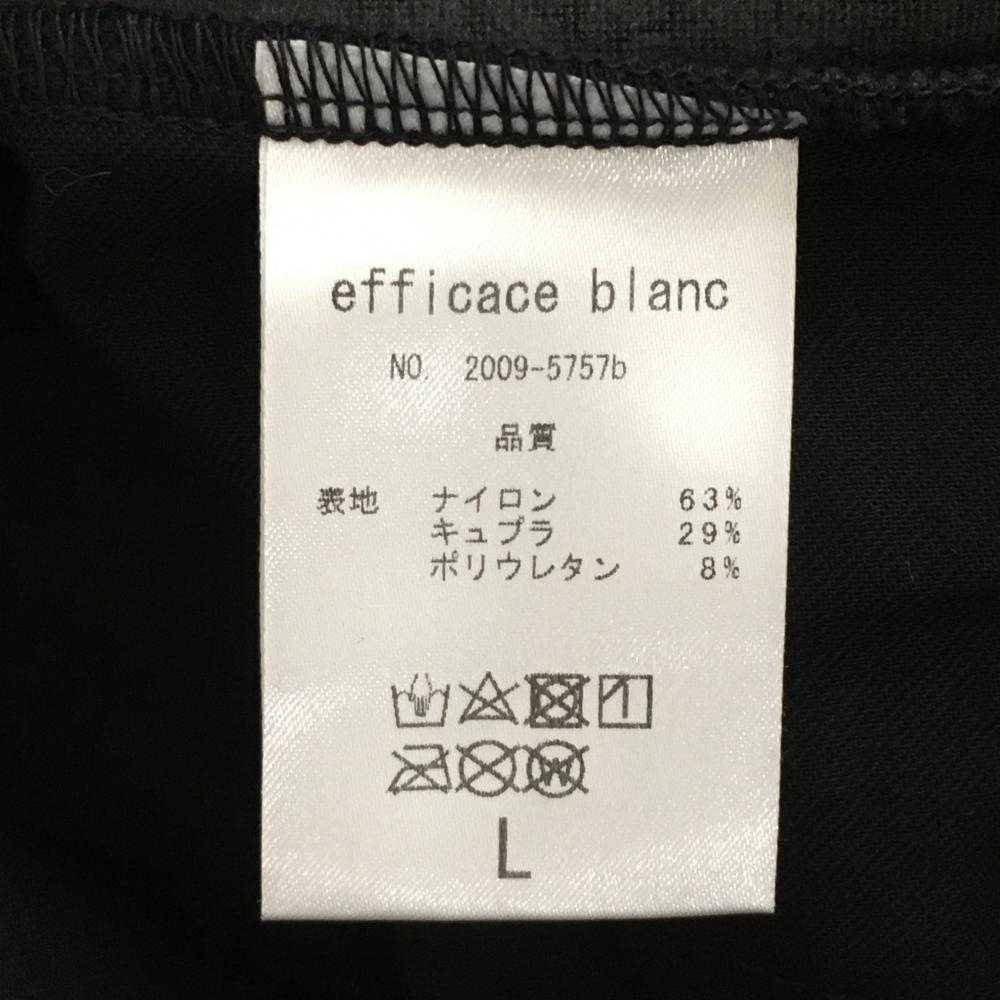 efficace blanc
NO. 2009-5757b
品質
表地 ナイロン 63%
キュプラ 29%
ポリウレタン 8%
W
L